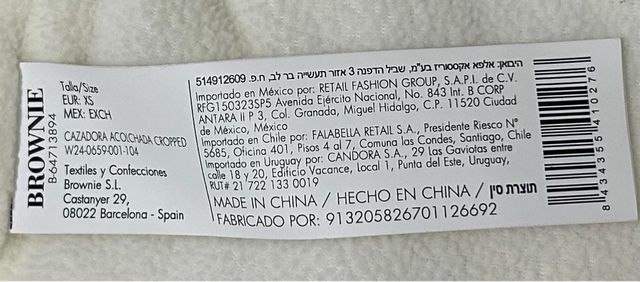 BROWNIE
B-64713894
Talla/Size
EUR: XS
MEX: EXCH
CAZADORA ACOLCHADA CROPPED
W24-0659-001-104
Textiles y Confecciones
Brownie S.L.
Castanyer 29,
08022 Barcelona - Spain
היבואן: אלפא אקססוריז בע"מ, שביל הדפנה 3 אזור תעשייה בר לב, ח.פ. 514912609
Importado en México por: RETAIL FASHION GROUP, S.A.P.I. de C.V.
RFG150323SP5 Avenida Ejército Nacional, No. 843 Int. B CORP
ANTARA II P 3, Col. Granada, Miguel Hidalgo, C.P. 11520 Ciudad
de México, México
Importado en Chile por: FALABELLA RETAIL S.A., Presidente Riesco N°
5685, Oficina 401, Pisos 4 al 7, Comuna las Condes, Santiago, Chile
Importado en Uruguay por: CANDORA S.A., 29 Las Gaviotas entre
calle 18 y 20, Edificio Vacance, Local 1, Punta del Este, Uruguay,
RUT# 21 722 133 0019
MADE IN CHINA / HECHO EN CHINA / תוצרת סין
FABRICADO POR: 91320582670112669​2
8434355410276